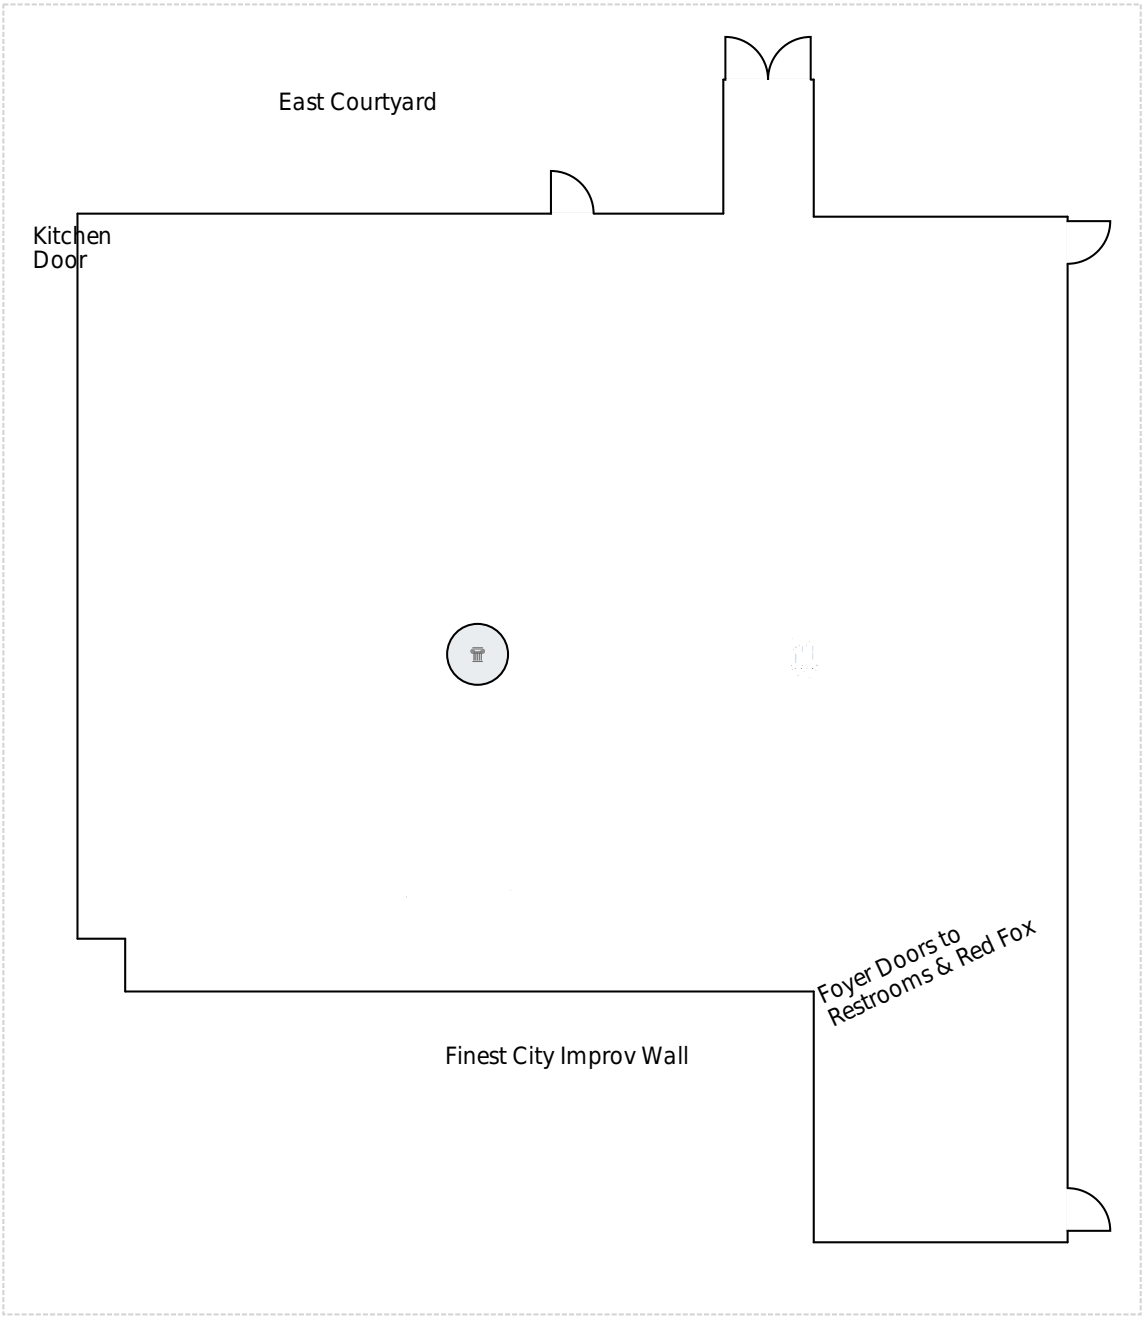 East Courtyard
Kitchen
Door
Foyer Doors to
Restrooms & Red Fox
Finest City Improv Wall